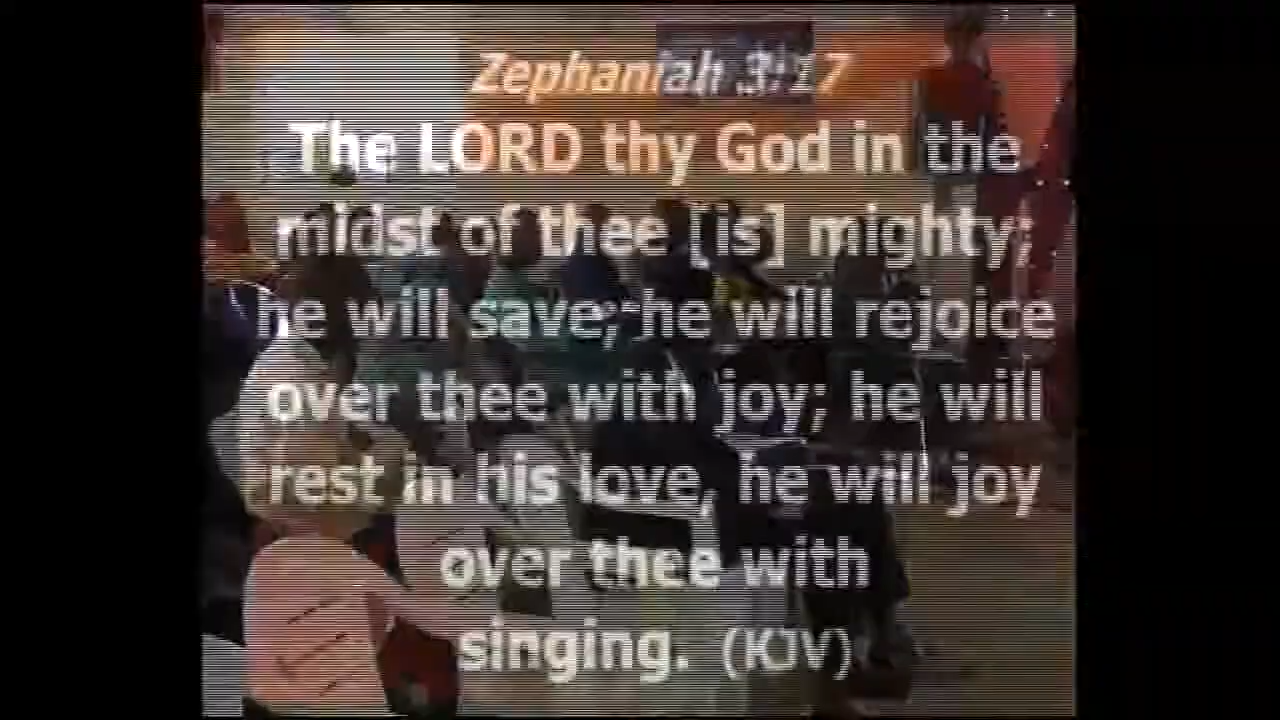 Zephaniah 3:17
The LORD thy God in the
midst of thee [is] mighty;
he will save; he will rejoice
over thee with joy; he will
rest in his love, he will joy
over thee with
singing. (KJV)